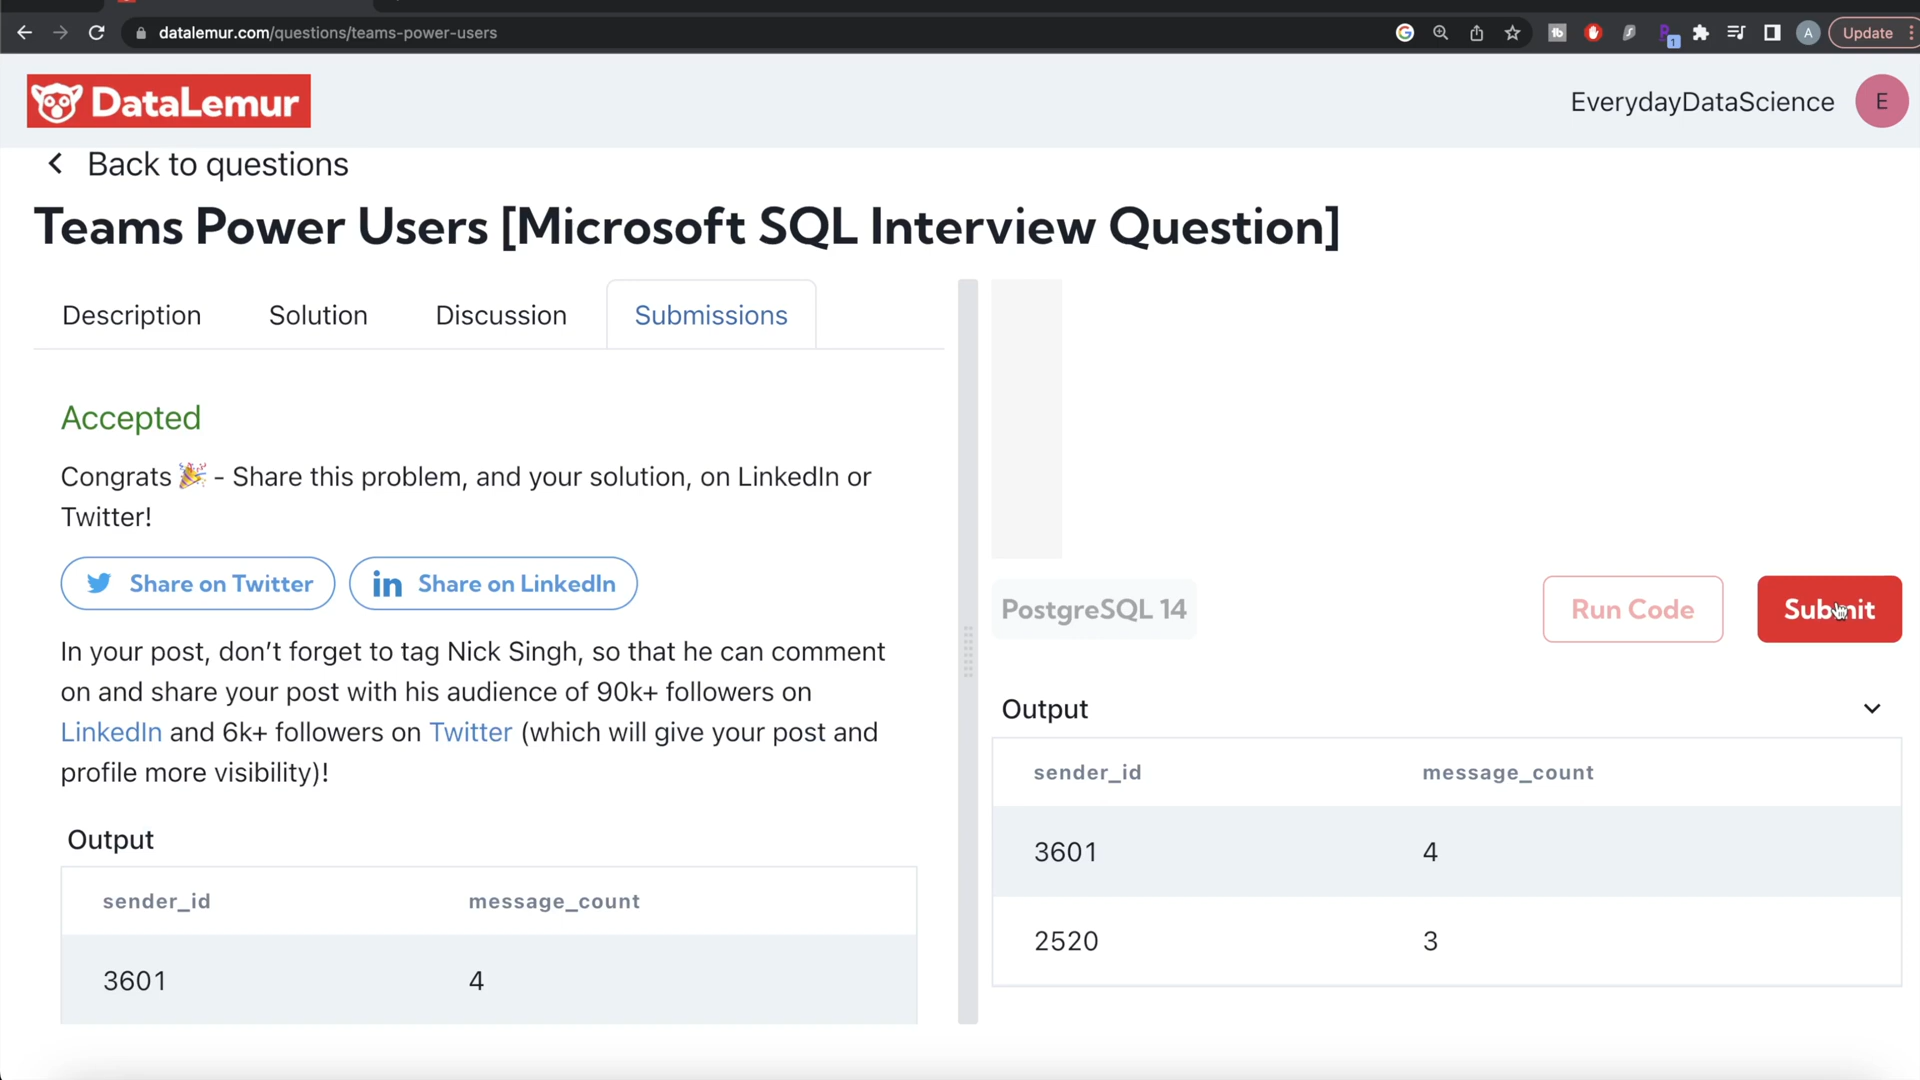 datalemur.com/questions/teams-power-users
1
A
Update
DataLemur
EverydayDataScience
E
Back to questions
Teams Power Users [Microsoft SQL Interview Question]
Description
Solution
Discussion
Submissions
Accepted
Congrats 🎉 - Share this problem, and your solution, on LinkedIn or
Twitter!
Share on Twitter
in Share on LinkedIn
In your post, don’t forget to tag Nick Singh, so that he can comment
on and share your post with his audience of 90k+ followers on
LinkedIn and 6k+ followers on Twitter (which will give your post and
profile more visibility)!
Output
sender_id message_count
3601 4
PostgreSQL 14
Run Code
Submit
Output
sender_id message_count
3601 4
2520 3